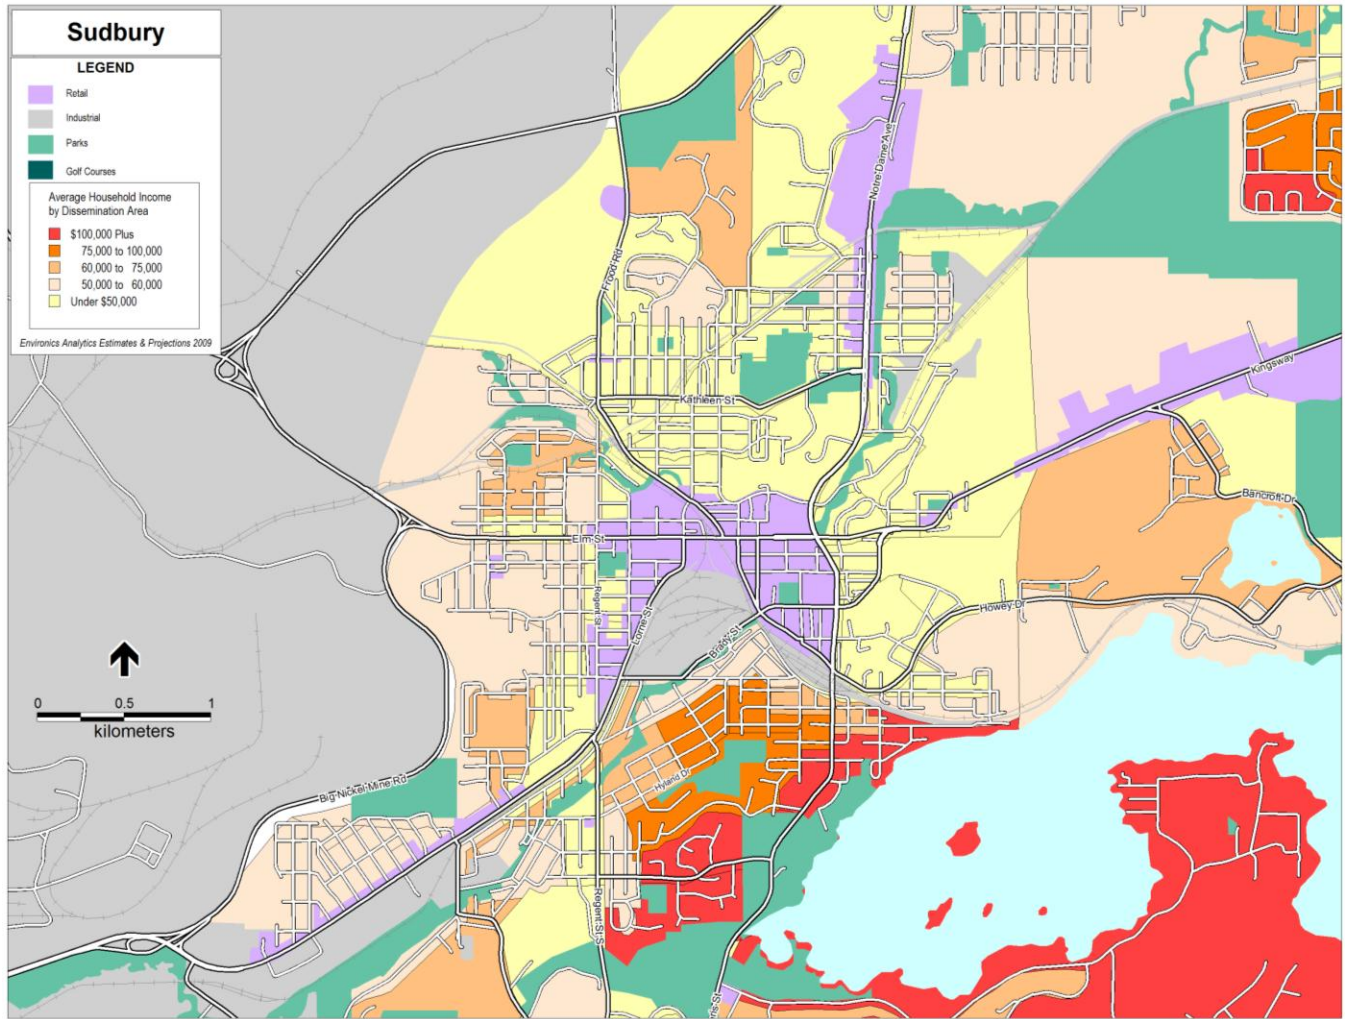 Sudbury
LEGEND
Retail
Industrial
Parks
Golf Courses
Average Household Income
by Dissemination Area
$100,000 Plus
75,000 to 100,000
60,000 to 75,000
50,000 to 60,000
Under $50,000
Environics Analytics Estimates & Projections 2009
Notre Dame Ave
Frood Rd
Kingsway
Kathleen St
Bancroft Dr
Elm St
Regent St
Lorne St
Howey Dr
Brady St
0 0.5 1
kilometers
Hyland Dr
Big Nickel Mine Rd
Regent St S